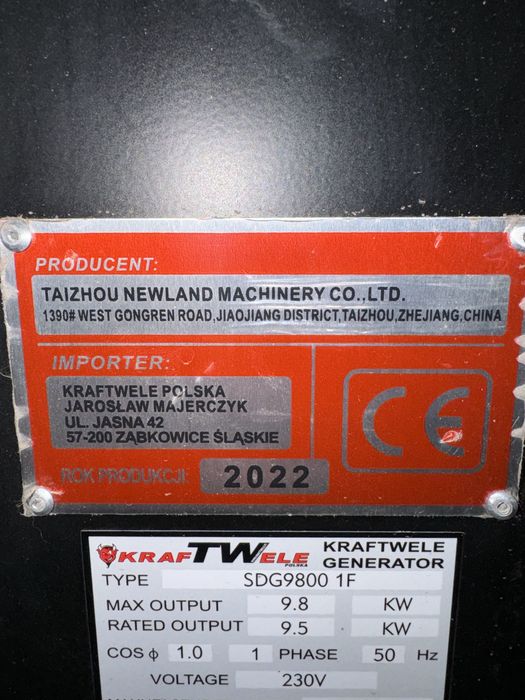 PRODUCENT:
TAIZHOU NEWLAND MACHINERY CO.,LTD.
1390# WEST GONGREN ROAD,JIAOJIANG DISTRICT,TAIZHOU,ZHEJIANG,CHINA
IMPORTER:
KRAFTWELE POLSKA
JAROSŁAW MAJERCZYK
UL. JASNA 42
57-200 ZĄBKOWICE ŚLĄSKIE
CE
ROK PRODUKCJI: 2022
KRAFTWELE POLSKA KRAFTWELE
GENERATOR
TYPE SDG9800 1F
MAX OUTPUT 9.8 KW
RATED OUTPUT 9.5 KW
COS ϕ 1.0 1 PHASE 50 Hz
VOLTAGE 230V